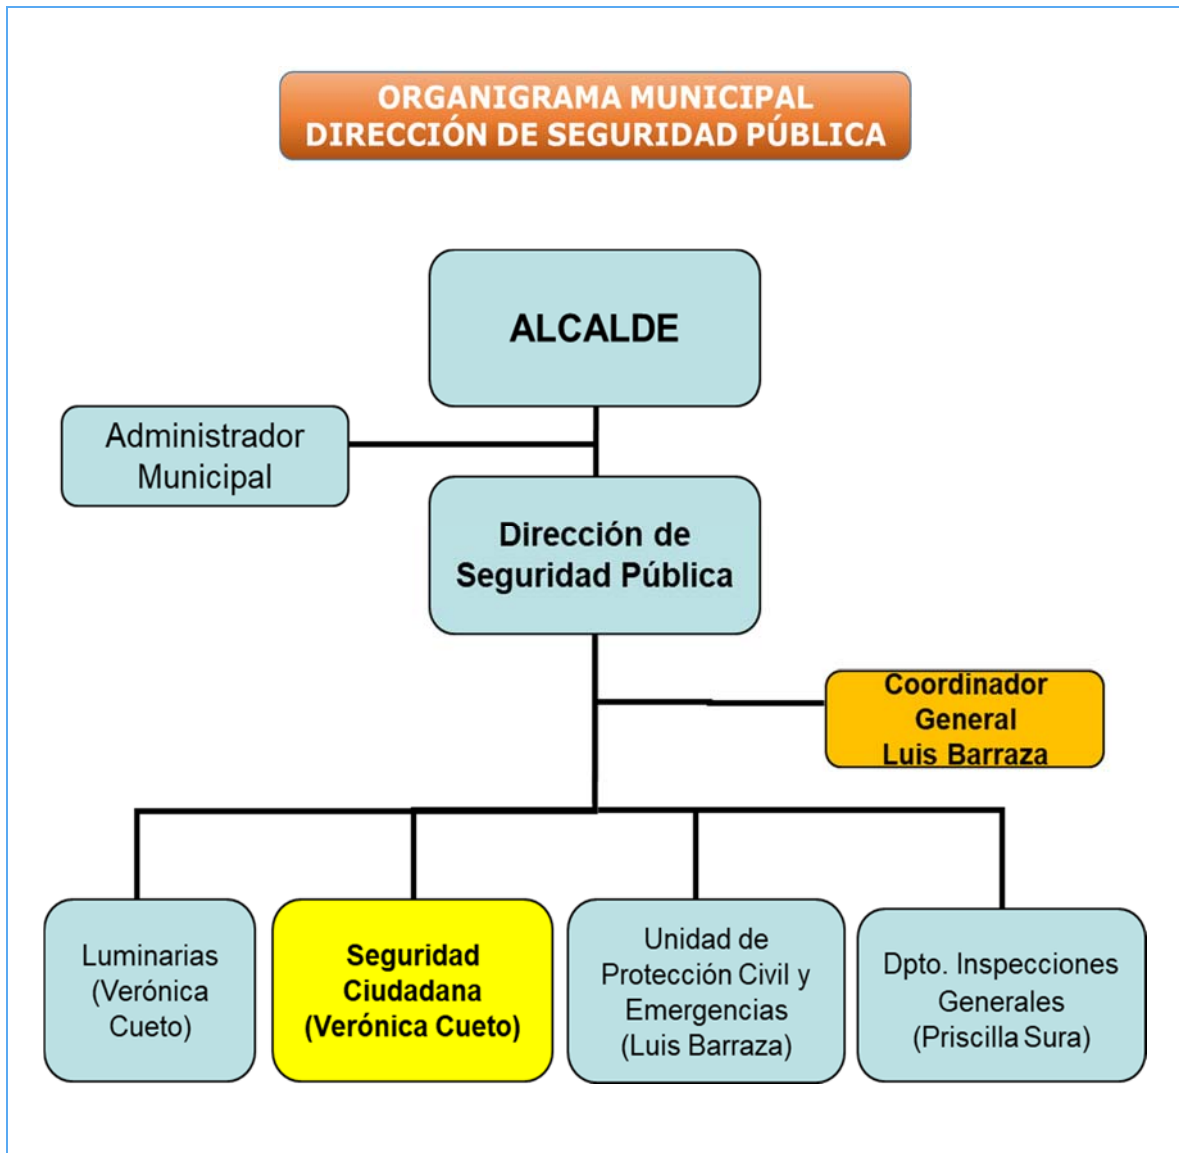 ORGANIGRAMA MUNICIPAL
DIRECCIÓN DE SEGURIDAD PÚBLICA
ALCALDE
Administrador
Municipal
Dirección de
Seguridad Pública
Coordinador
General
Luis Barraza
Luminarias
(Verónica
Cueto)
Seguridad
Ciudadana
(Verónica Cueto)
Unidad de
Protección Civil y
Emergencias
(Luis Barraza)
Dpto. Inspecciones
Generales
(Priscilla Sura)